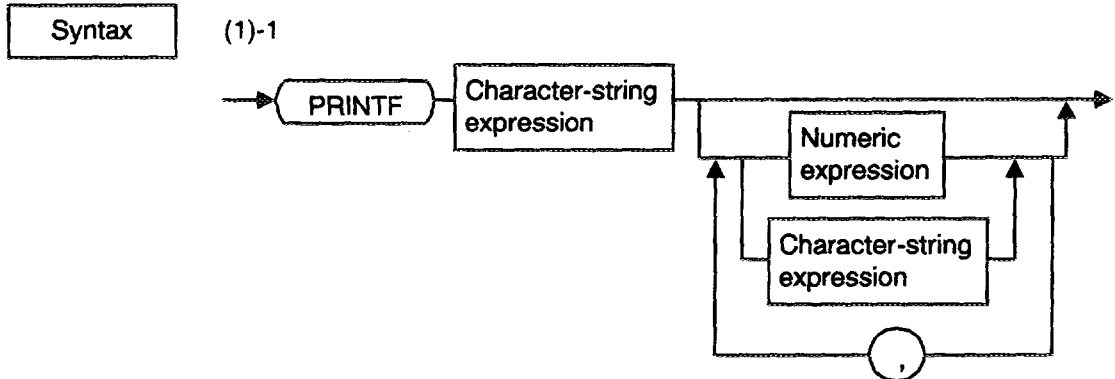 Syntax (1)-1
PRINTF
Character-string
expression
Numeric
expression
Character-string
expression
,